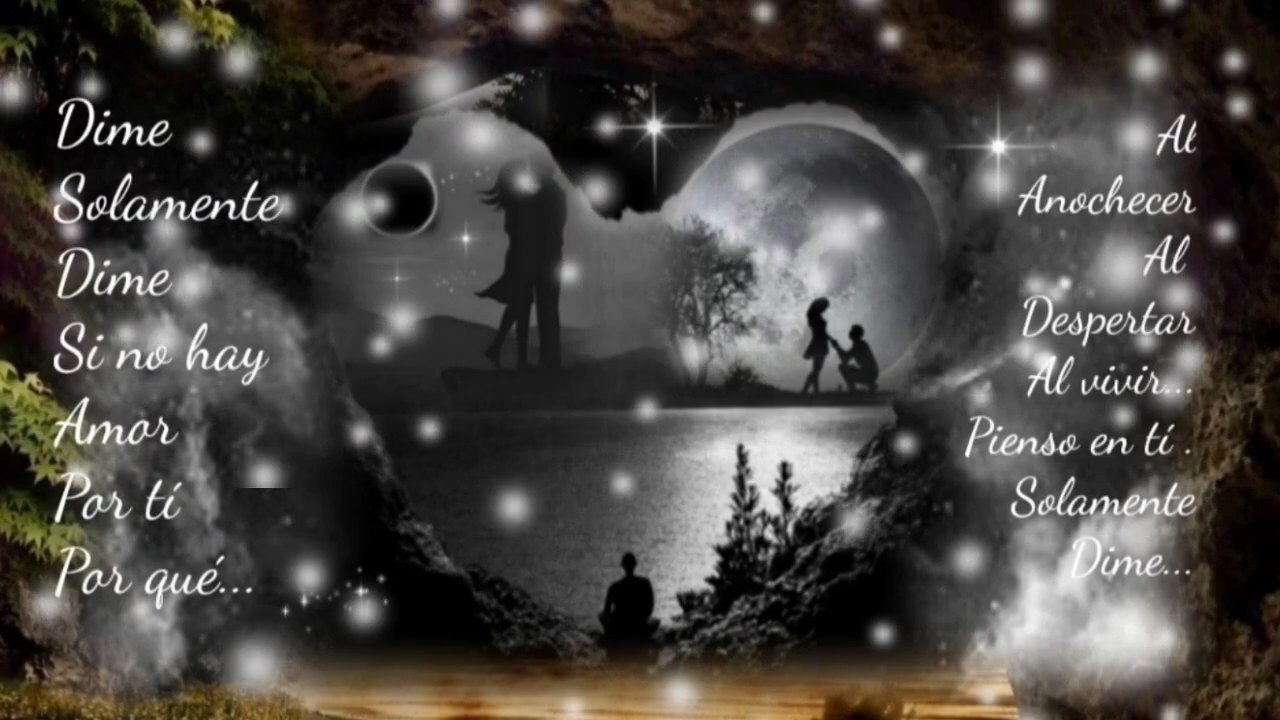 Dime
Solamente
Dime
Si no hay
Amor
Por tí
Por qué...
Al
Anochecer
Al
Despertar
Al vivir...
Pienso en tí .
Solamente
Dime...